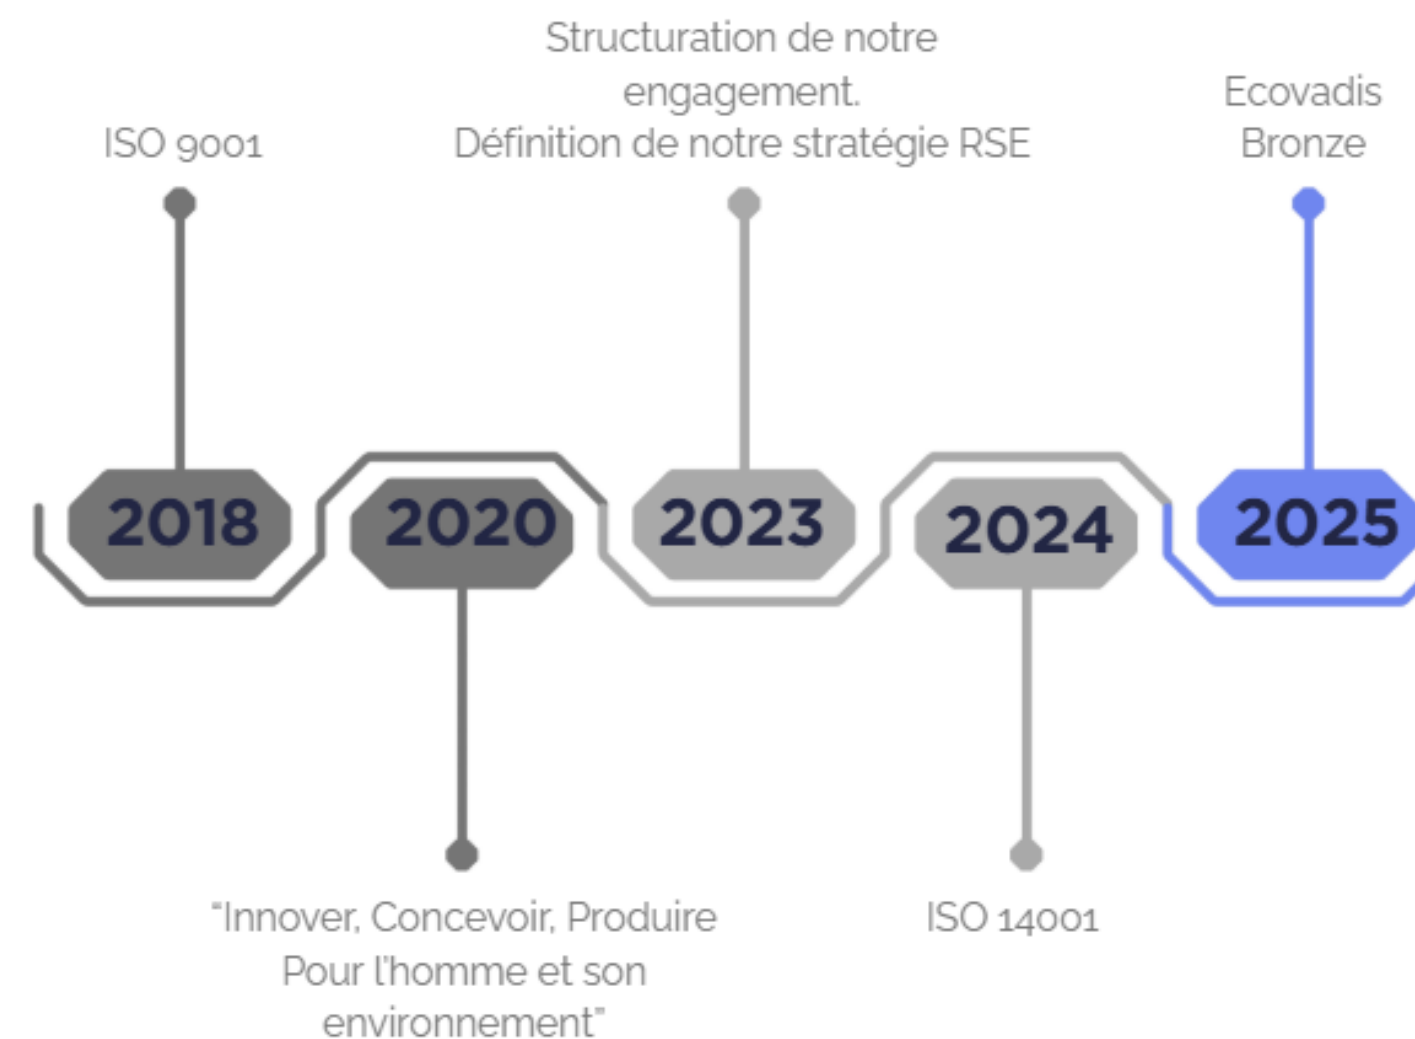 Structuration de notre
engagement.
Définition de notre stratégie RSE
Ecovadis
Bronze
ISO 9001
2018
2020
2023
2024
2025
"Innover, Concevoir, Produire
Pour l'homme et son
environnement"
ISO 14001